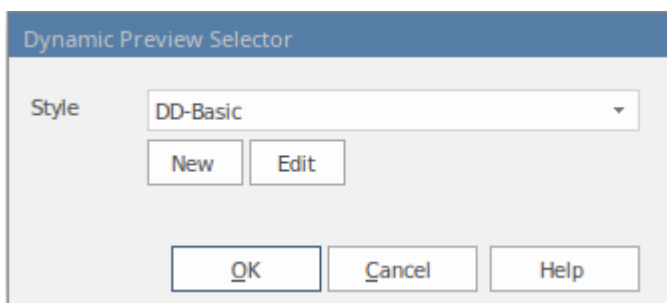 Dynamic Preview Selector
Style DD-Basic
New Edit
OK Cancel Help